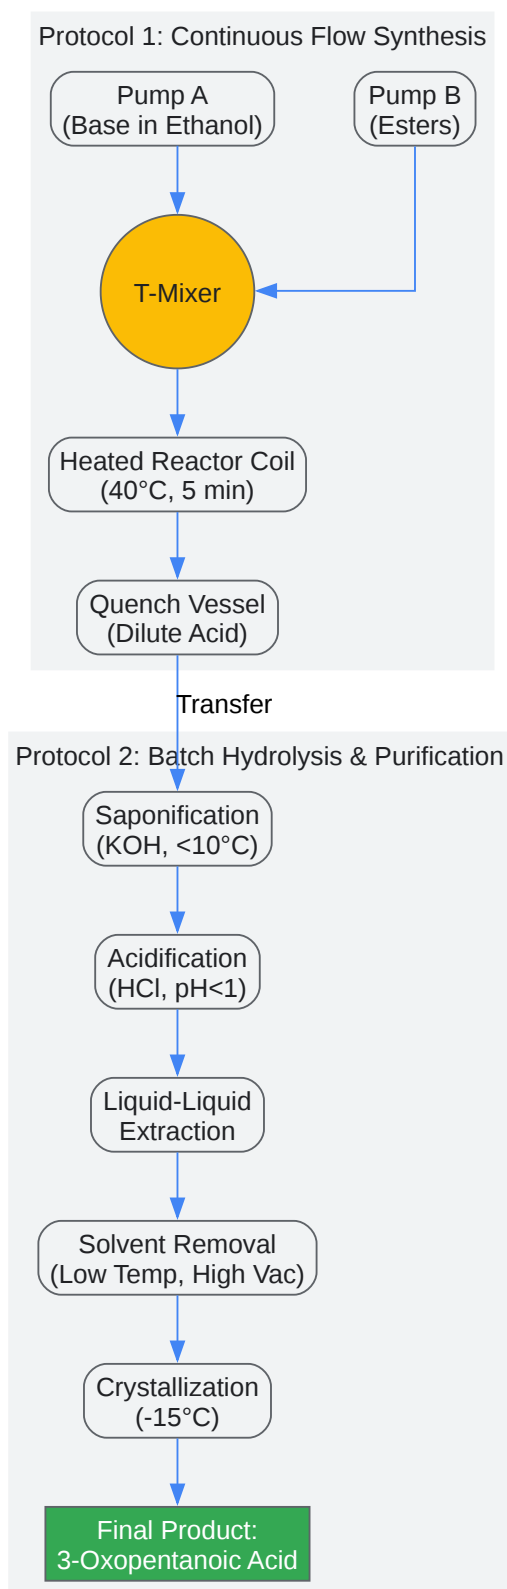 Protocol 1: Continuous Flow Synthesis
Pump A
(Base in Ethanol)
Pump B
(Esters)
T-Mixer
Heated Reactor Coil
(40°C, 5 min)
Quench Vessel
(Dilute Acid)
Transfer
Protocol 2: Batch Hydrolysis & Purification
Saponification
(KOH, <10°C)
Acidification
(HCl, pH<1)
Liquid-Liquid
Extraction
Solvent Removal
(Low Temp, High Vac)
Crystallization
(-15°C)
Final Product:
3-Oxopentanoic Acid